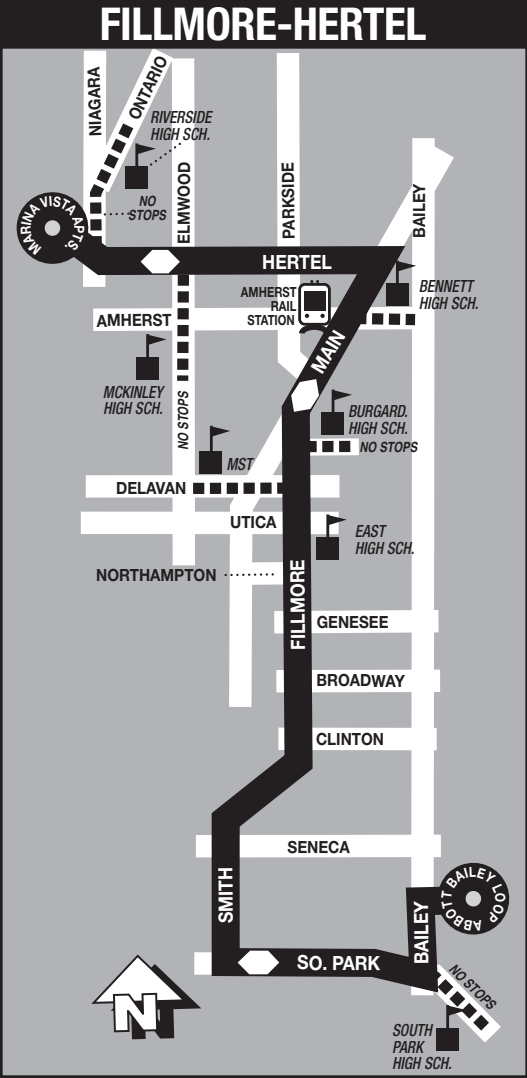 FILLMORE-HERTEL
NIAGARA
ONTARIO
RIVERSIDE
HIGH SCH.
ELMWOOD
PARKSIDE
BAILEY
NO
STOPS
MARINA VISTA APTS.
HERTEL
BENNETT
HIGH SCH.
AMHERST
RAIL
STATION
AMHERST
MAIN
MCKINLEY
HIGH SCH.
NO STOPS
BURGARD.
HIGH SCH.
NO STOPS
MST
DELAVAN
UTICA
EAST
HIGH SCH.
NORTHAMPTON
FILLMORE
GENESEE
BROADWAY
CLINTON
SENECA
SMITH
ABBOTT BAILEY LOOP
BAILEY
SO. PARK
NO STOPS
N
SOUTH
PARK
HIGH SCH.